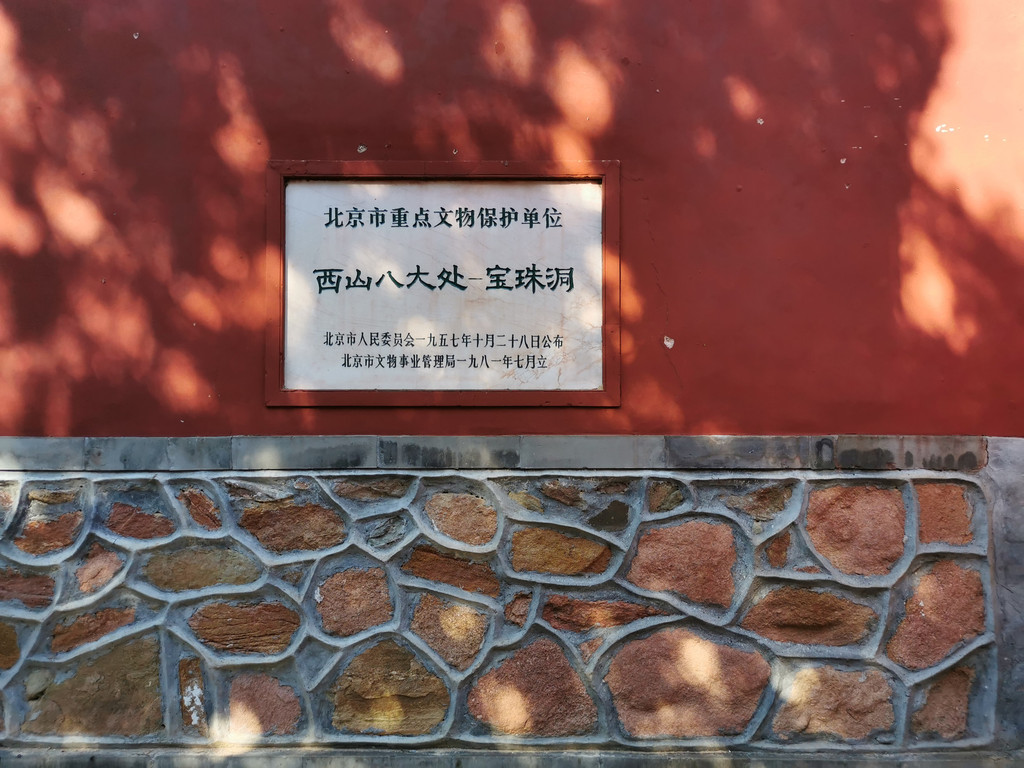 北京市重点文物保护单位
西山八大处－宝珠洞
北京市人民委员会一九五七年十月二十八日公布
北京市文物事业管理局一九八一年七月立